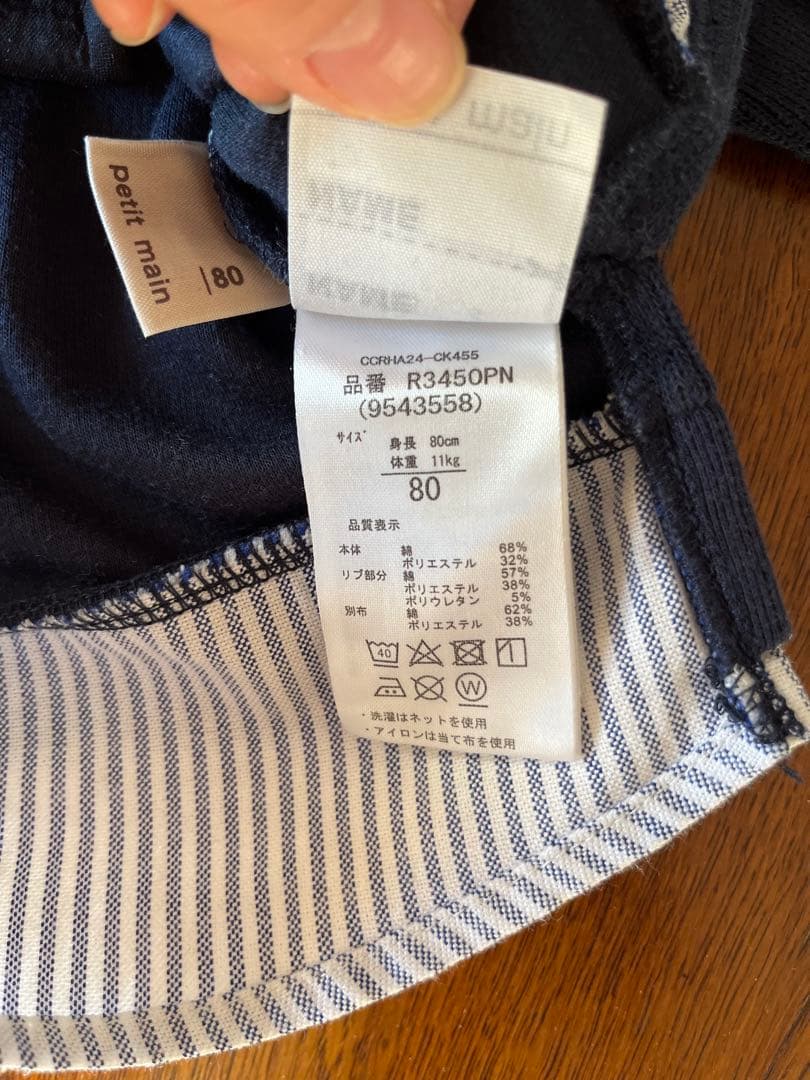 petit main
80
main
NAME
NAME
CCRHA24-CK455
品番 R3450PN
(9543558)
サイズ 身長 80cm
体重 11kg
80
品質表示
本体 綿 68%
ポリエステル 32%
リブ部分 綿 57%
ポリエステル 38%
ポリウレタン 5%
別布 綿 62%
ポリエステル 38%
40
W
・洗濯はネットを使用
・アイロンは当て布を使用